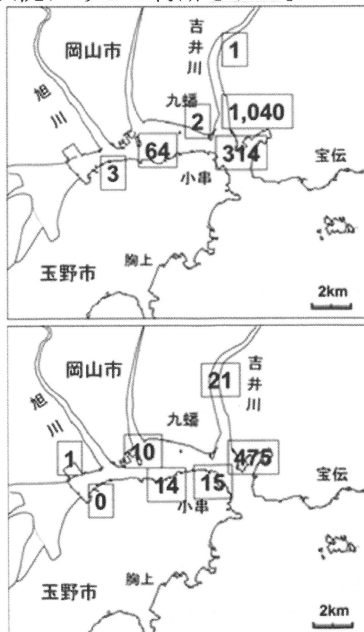 岡山市
吉井川
1
旭川
九蟠
2
1,040
64
314
3
小串
宝伝
玉野市
胸上
2km
岡山市
吉井川
21
旭川
九蟠
1
10
475
14
15
0
小串
宝伝
胸上
玉野市
2km